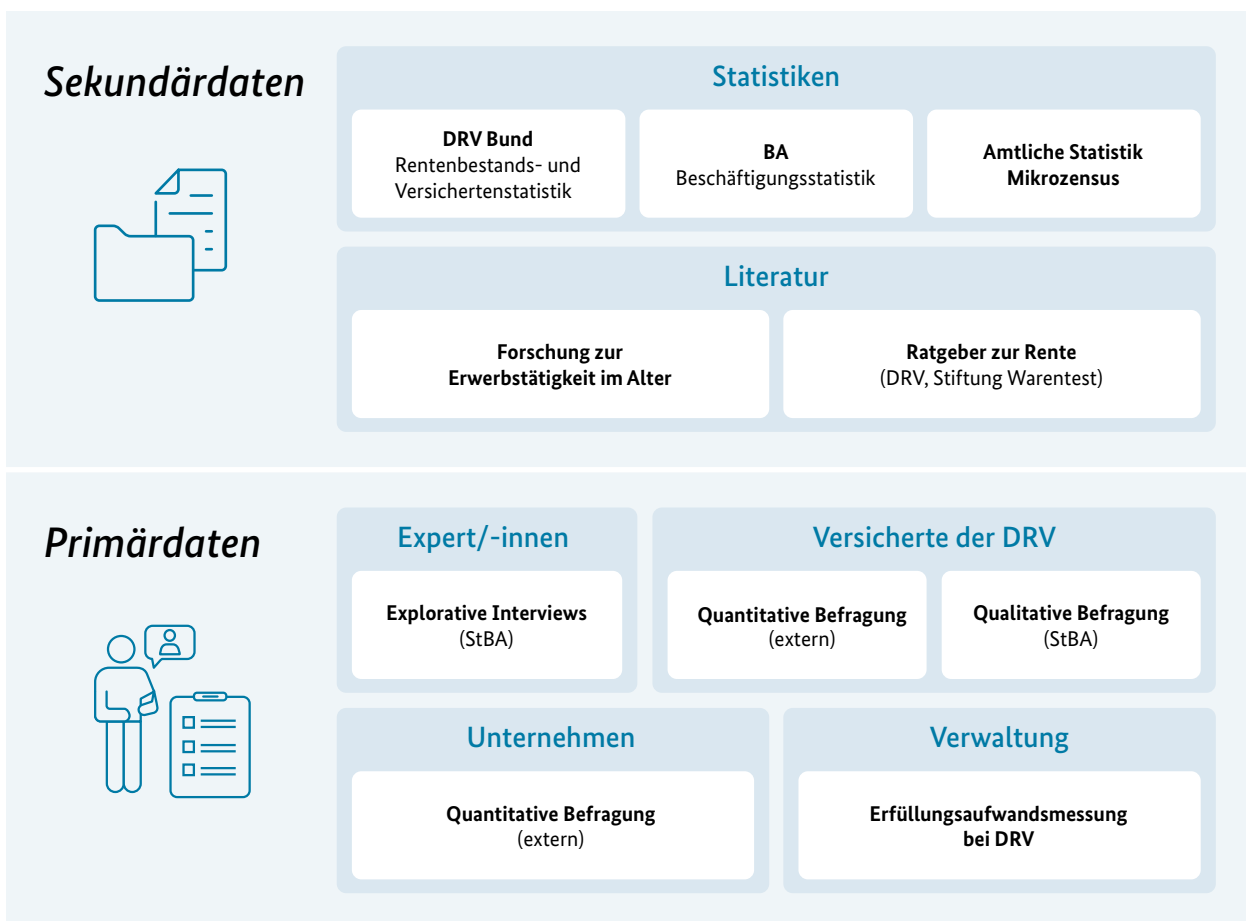 Sekundärdaten
Statistiken
DRV Bund
Rentenbestands- und
Versichertenstatistik
BA
Beschäftigungsstatistik
Amtliche Statistik
Mikrozensus
Literatur
Forschung zur
Erwerbstätigkeit im Alter
Ratgeber zur Rente
(DRV, Stiftung Warentest)
Primärdaten
Expert/-innen
Explorative Interviews
(StBA)
Versicherte der DRV
Quantitative Befragung
(extern)
Qualitative Befragung
(StBA)
Unternehmen
Quantitative Befragung
(extern)
Verwaltung
Erfüllungsaufwandsmessung
bei DRV